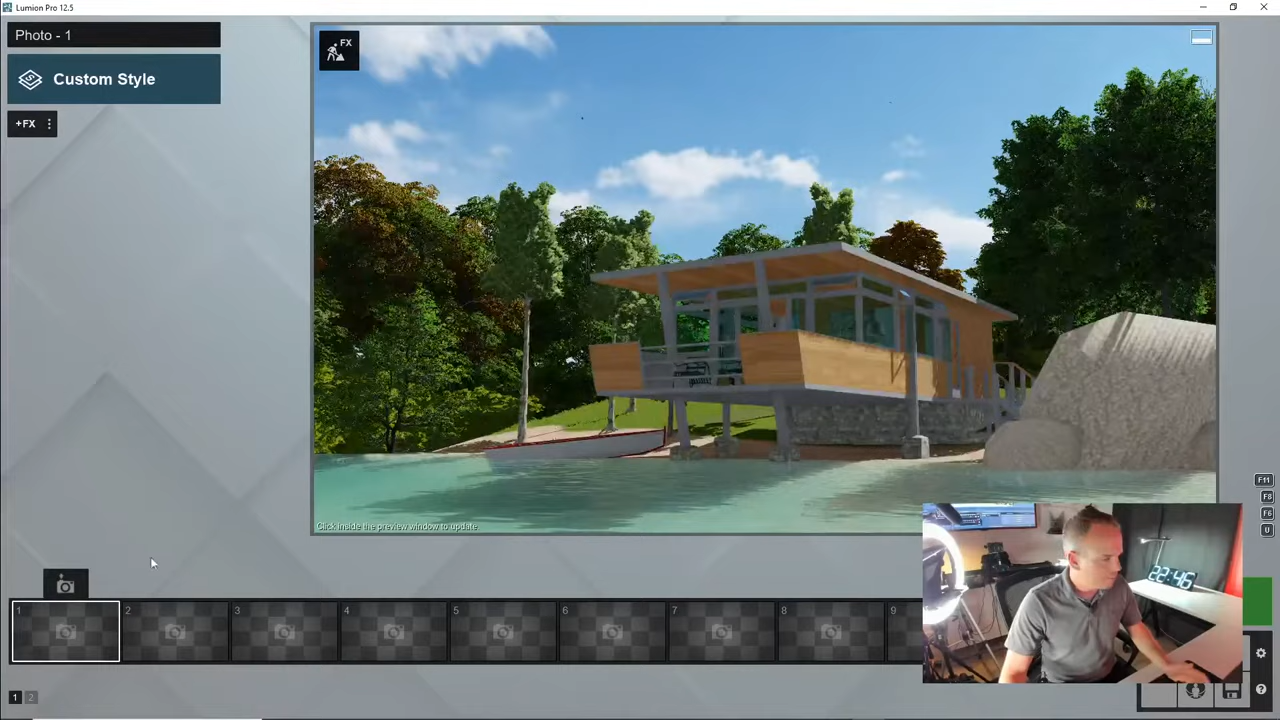 Lumion Pro 12.5
Photo - 1
FX
Custom Style
+FX
Click inside the preview window to update
F11
F8
F6
U
22:46
1
2
3
4
5
6
7
8
9
1 2
?